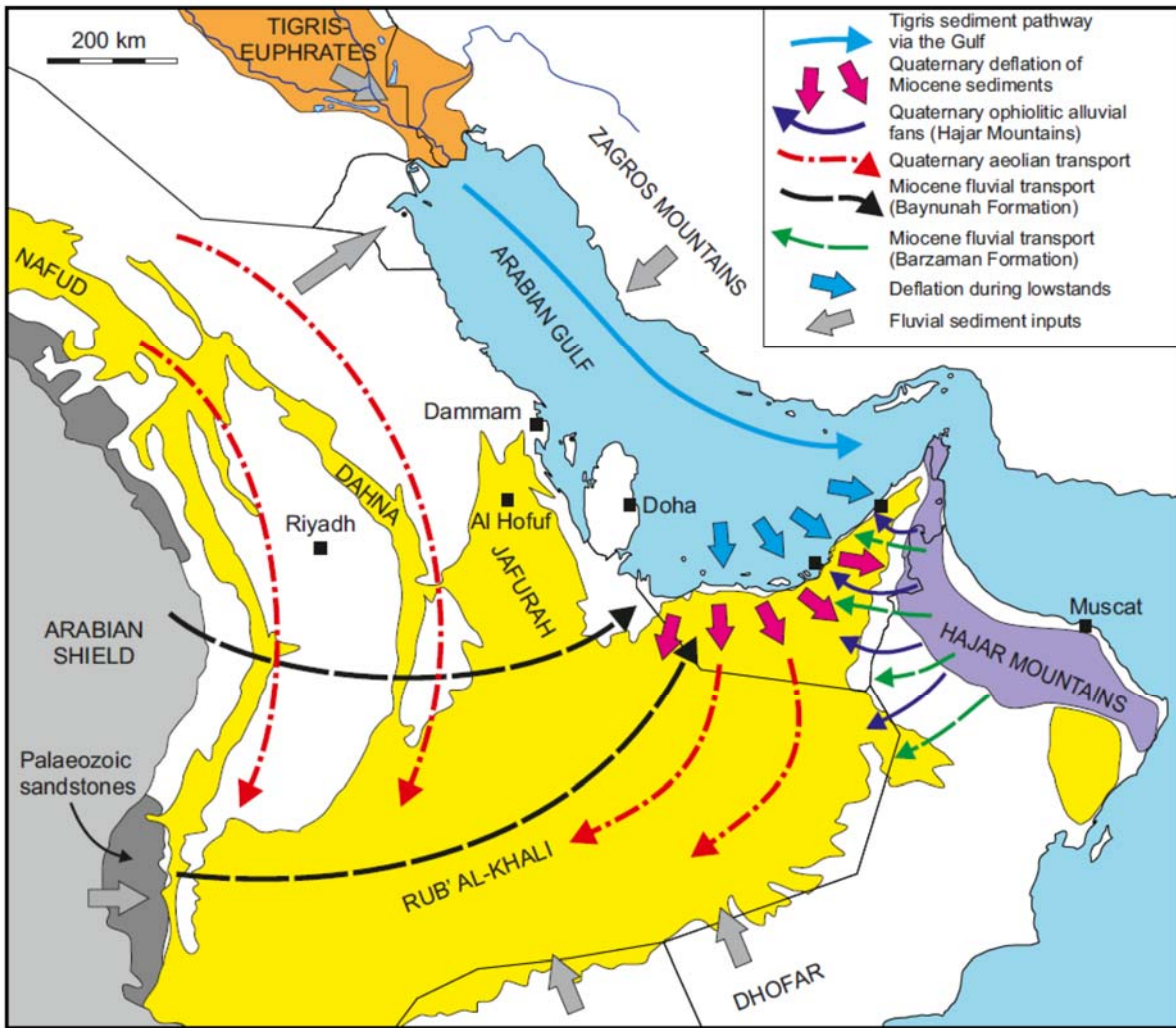 200 km
TIGRIS-
EUPHRATES
ZAGROS MOUNTAINS
NAFUD
ARABIAN GULF
Dammam
DAHNA
Riyadh
Al Hofuf
Doha
JAFURAH
ARABIAN
SHIELD
Muscat
HAJAR MOUNTAINS
Palaeozoic
sandstones
RUB' AL-KHALI
DHOFAR
Tigris sediment pathway
via the Gulf
Quaternary deflation of
Miocene sediments
Quaternary ophiolitic alluvial
fans (Hajar Mountains)
Quaternary aeolian transport
Miocene fluvial transport
(Baynunah Formation)
Miocene fluvial transport
(Barzaman Formation)
Deflation during lowstands
Fluvial sediment inputs